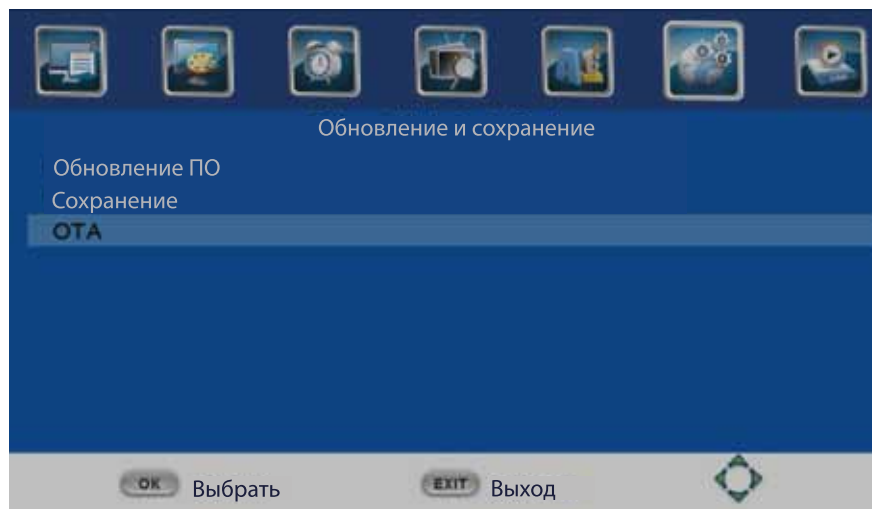 Обновление и сохранение
Обновление ПО
Сохранение
OTA
OK Выбрать EXIT Выход